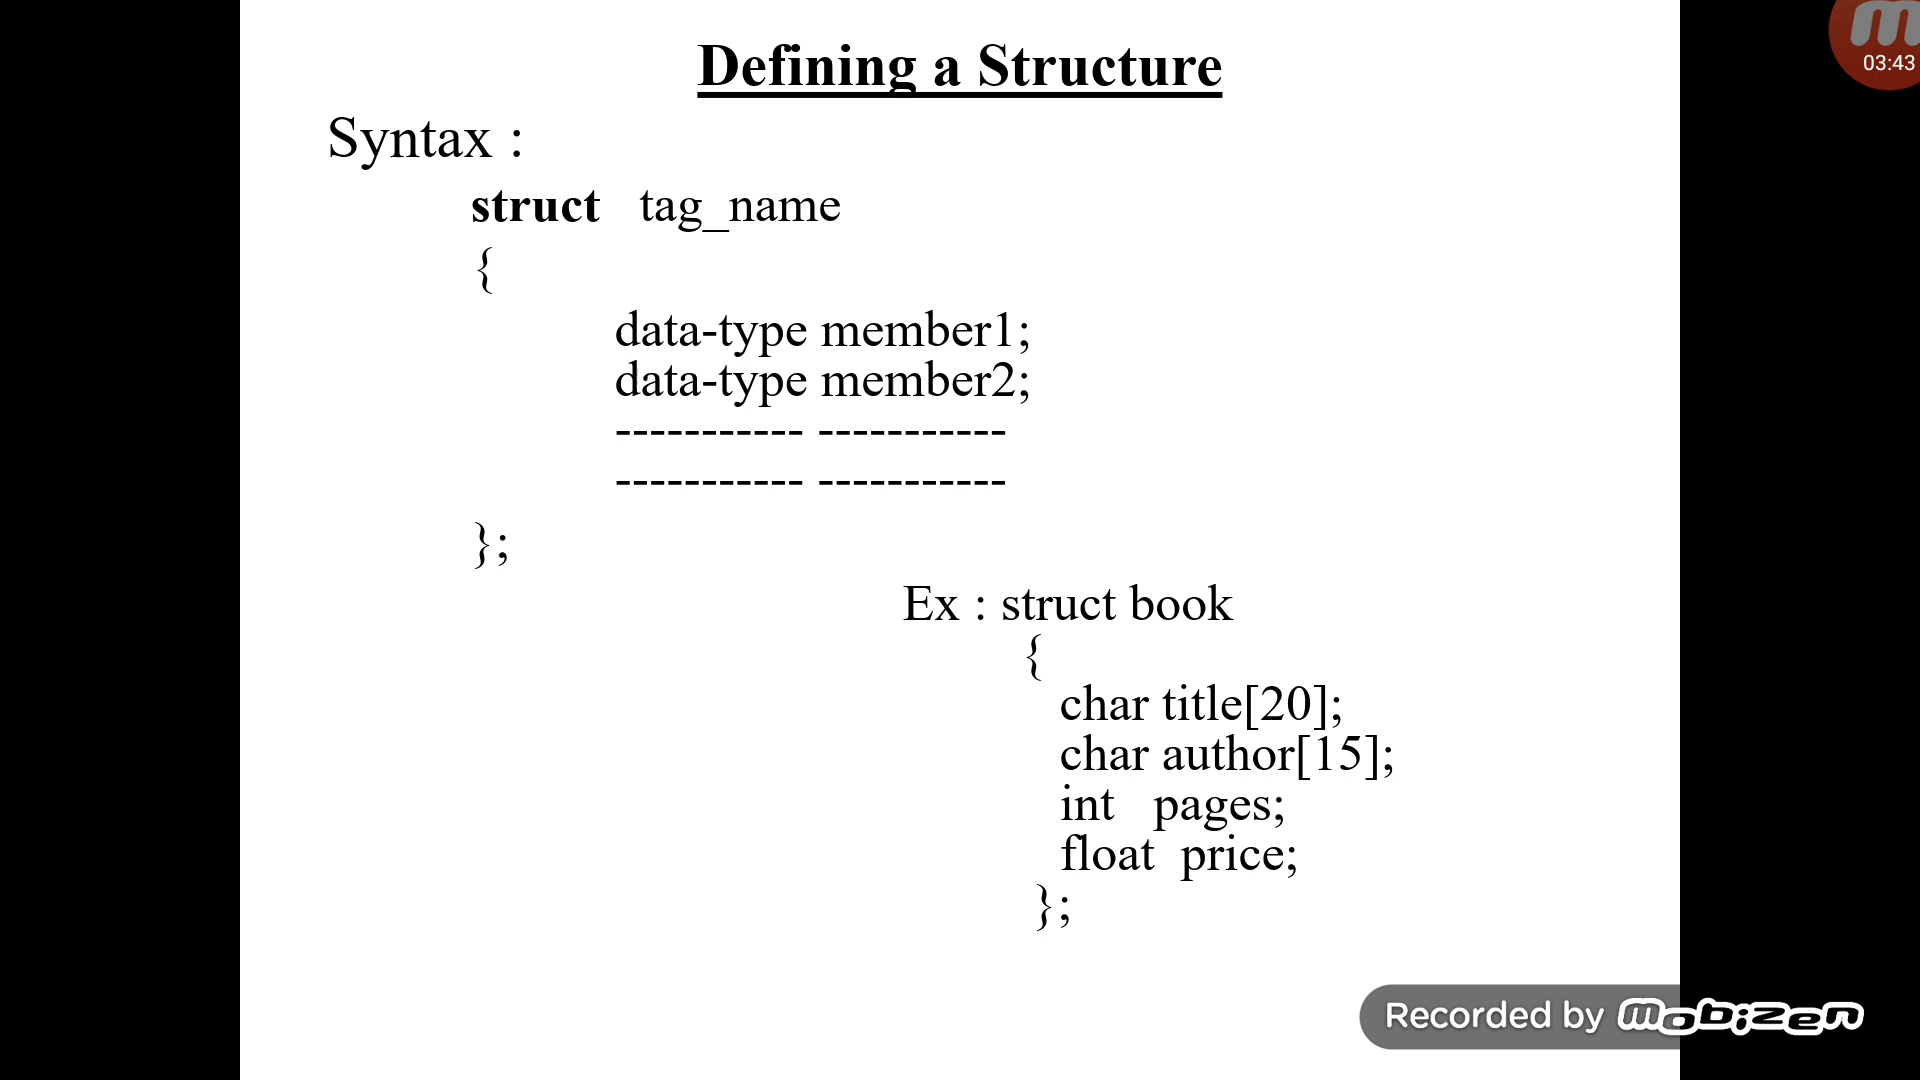 Defining a Structure
03:43
Syntax :
struct tag_name
{
data-type member1;
data-type member2;
----------- -----------
----------- -----------
};
Ex : struct book
{
char title[20];
char author[15];
int pages;
float price;
};
Recorded by mobizen